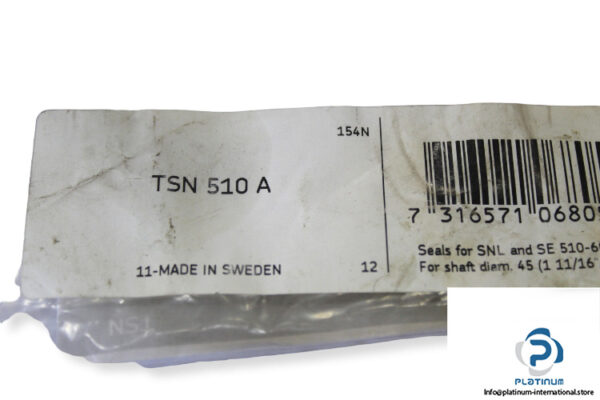 154N
TSN 510 A
11-MADE IN SWEDEN
12
7 316571 0680
Seals for SNL and SE 510-6
For shaft diam. 45 (1 11/16"
PLATINUM
Info@platinum-international.store